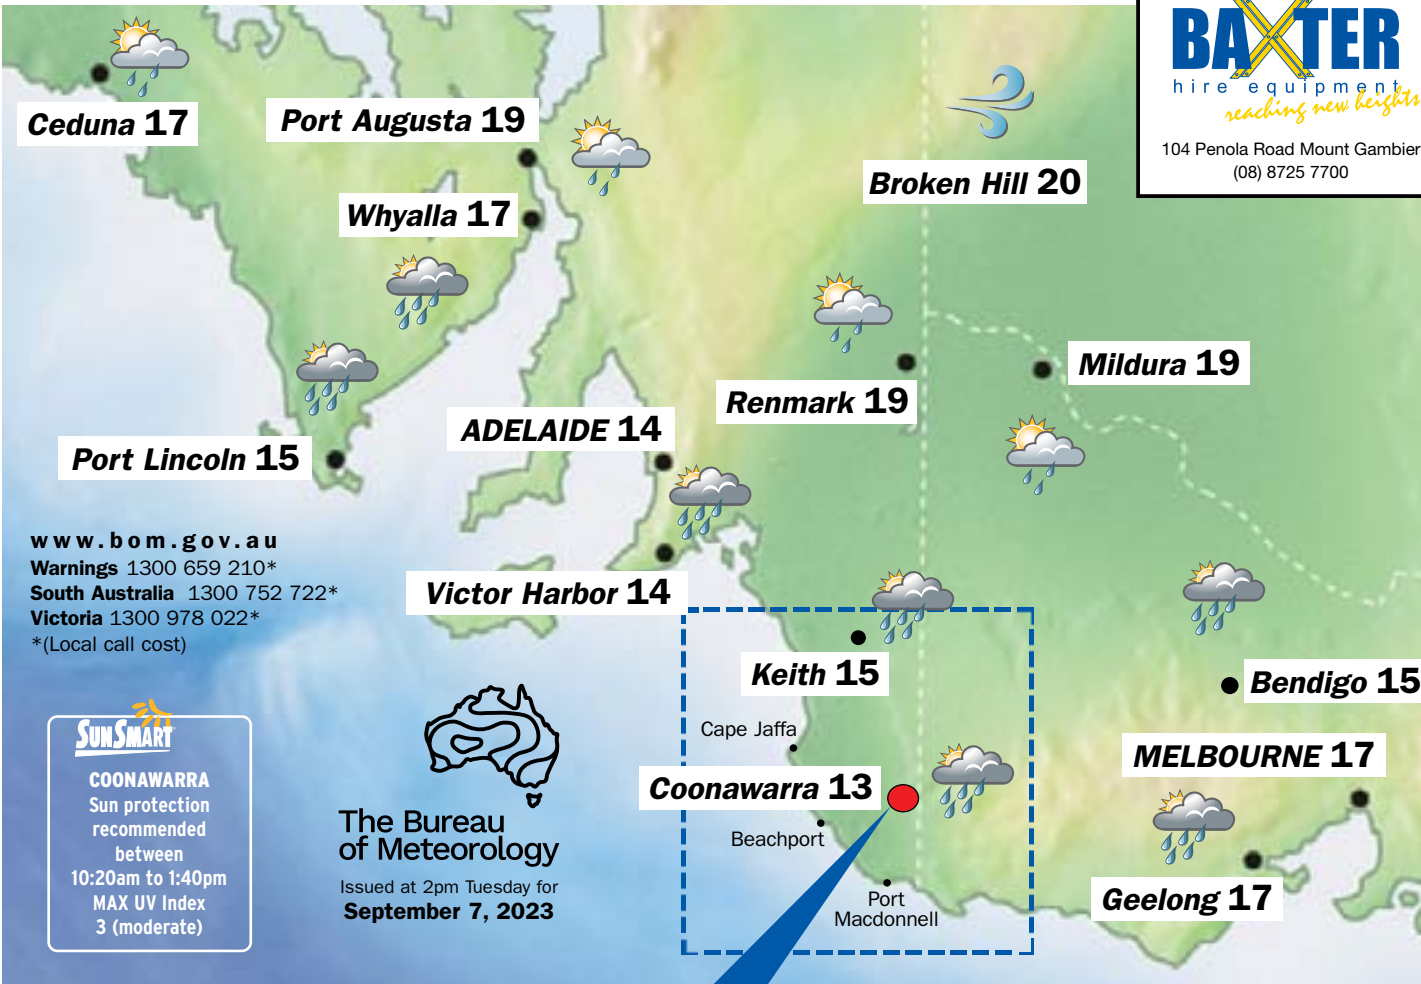 BAXTER
hire equipment
reaching new heights
104 Penola Road Mount Gambier
(08) 8725 7700
Ceduna 17
Port Augusta 19
Whyalla 17
Broken Hill 20
Renmark 19
Mildura 19
ADELAIDE 14
Port Lincoln 15
www.bom.gov.au
Warnings 1300 659 210*
South Australia 1300 752 722*
Victoria 1300 978 022*
*(Local call cost)
Victor Harbor 14
Keith 15
Bendigo 15
Cape Jaffa
MELBOURNE 17
Coonawarra 13
Beachport
Port
Macdonnell
Geelong 17
SUNSMART
COONAWARRA
Sun protection
recommended
between
10:20am to 1:40pm
MAX UV Index
3 (moderate)
The Bureau
of Meteorology
Issued at 2pm Tuesday for
September 7, 2023